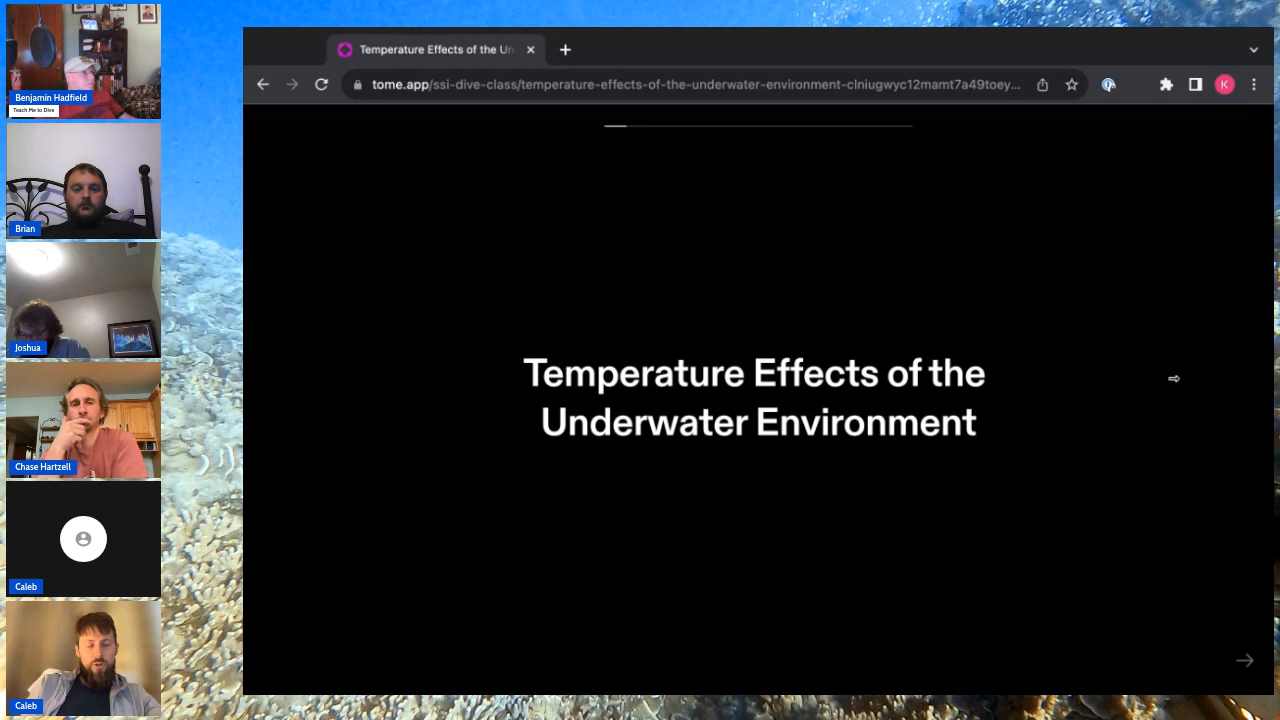 Benjamin Hadfield
Teach Me to Dive
Brian
Joshua
Chase Hartzell
Caleb
Caleb
Temperature Effects of the Un
tome.app/ssi-dive-class/temperature-effects-of-the-underwater-environment-clniugwyc12mamt7a49toey...
K
Temperature Effects of the
Underwater Environment